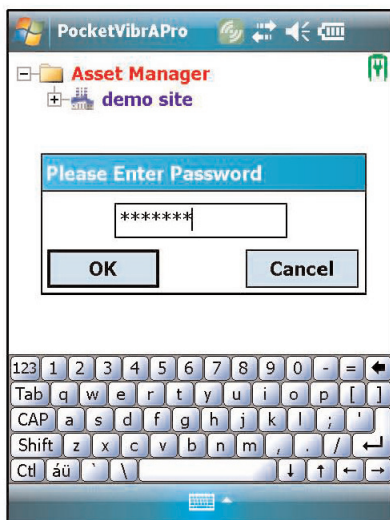 PocketVibrAPro
Asset Manager
demo site
Please Enter Password
*******
OK Cancel
123 1 2 3 4 5 6 7 8 9 0 - =
Tab q w e r t y u i o p [ ]
CAP a s d f g h j k l ; '
Shift z x c v b n m , . /
Ctl áü ` \